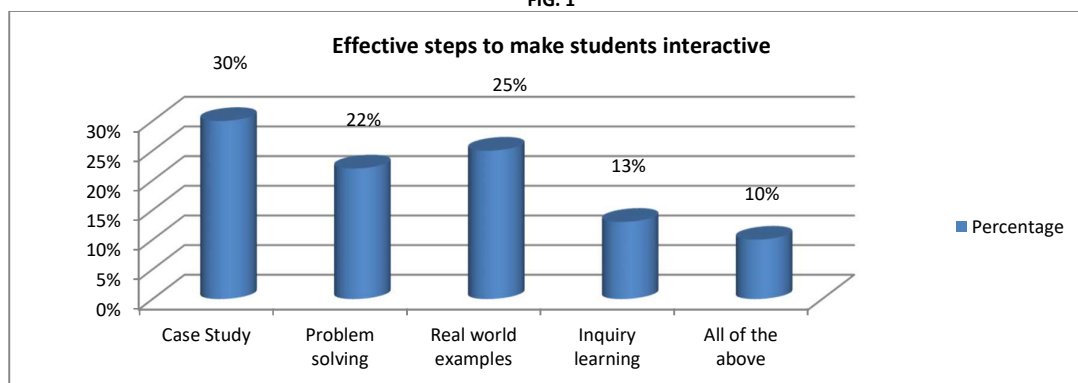 FIG. 1
Effective steps to make students interactive
30%
25%
22%
13%
10%
30%
25%
20%
15%
10%
5%
0%
Case Study
Problem
solving
Real world
examples
Inquiry
learning
All of the
above
Percentage